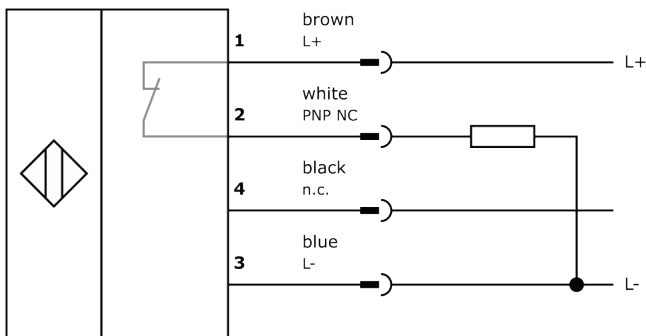 brown
1 L+ L+
white
2 PNP NC
black
4 n.c.
blue
3 L- L-